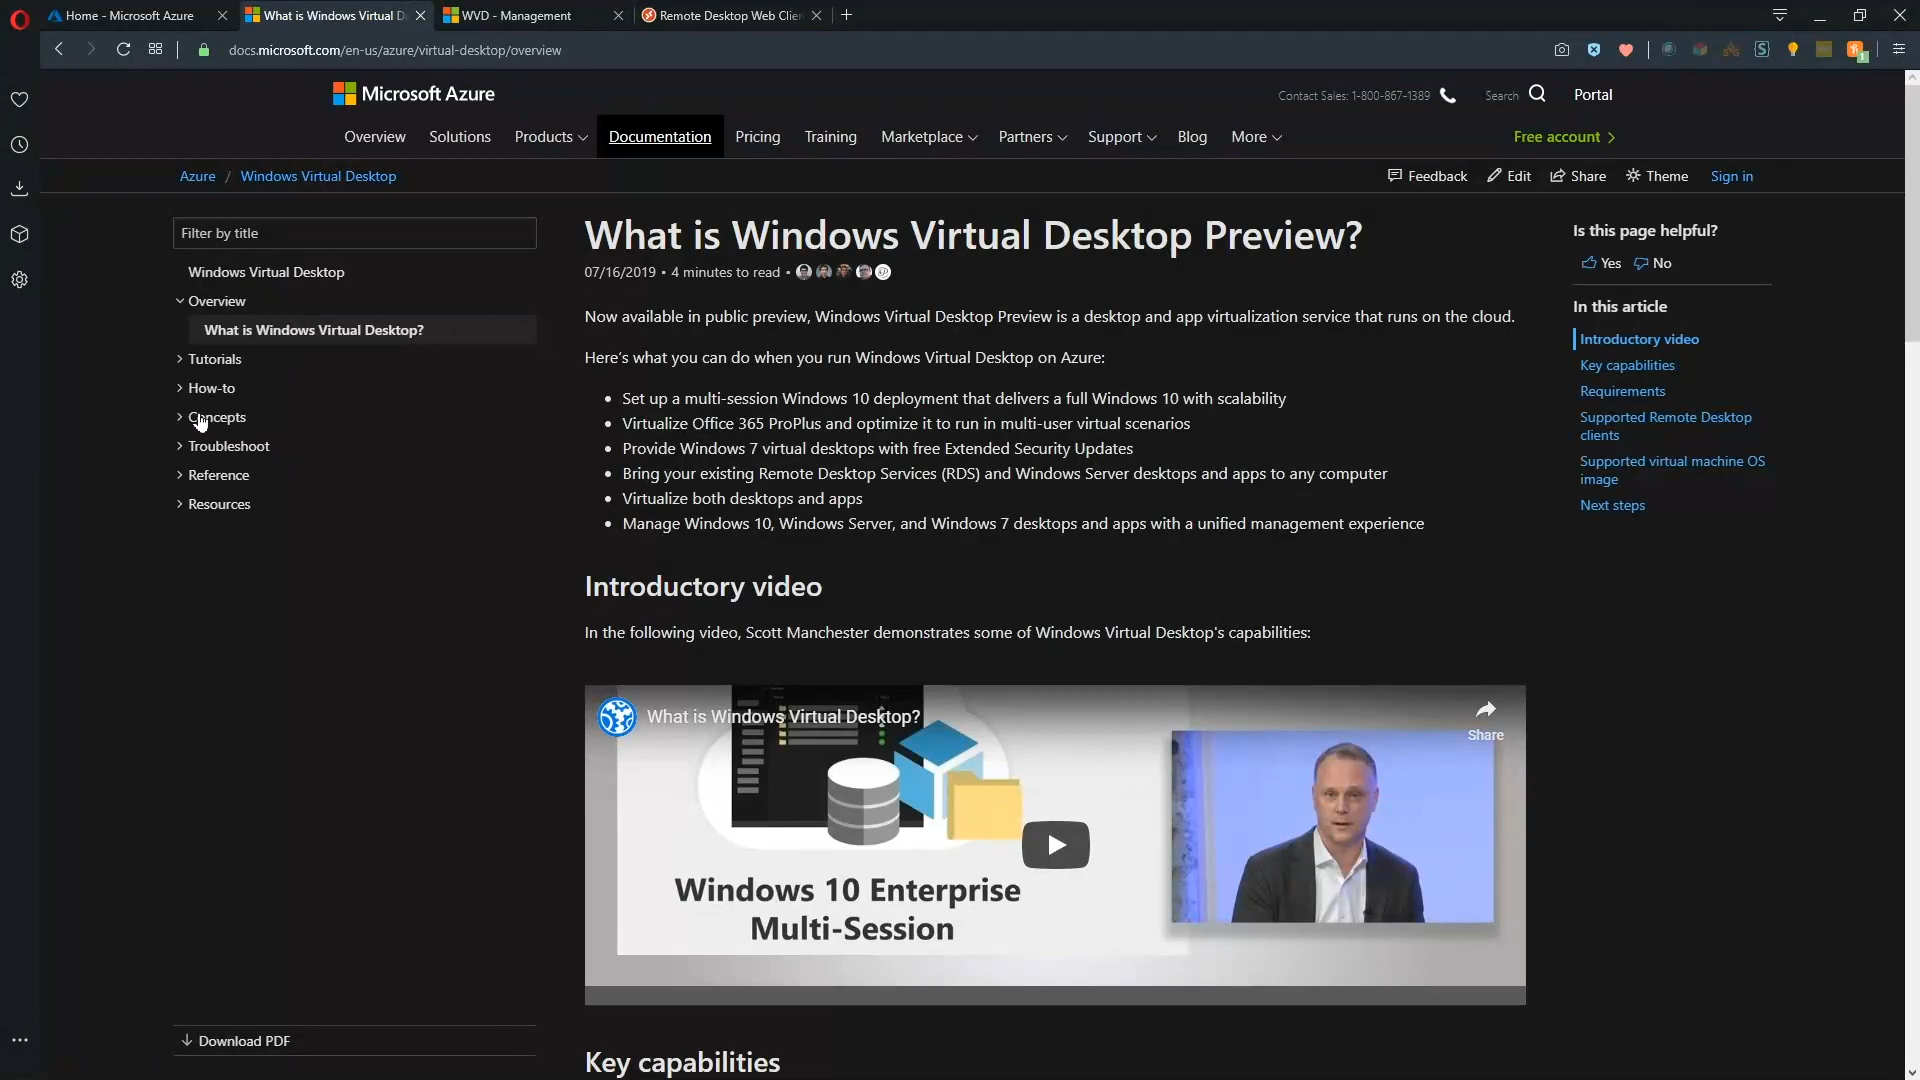 Home - Microsoft Azure
What is Windows Virtual D
WVD - Management
Remote Desktop Web Clie
docs.microsoft.com/en-us/azure/virtual-desktop/overview
Microsoft Azure
Contact Sales: 1-800-867-1389
Search
Portal
Overview
Solutions
Products
Documentation
Pricing
Training
Marketplace
Partners
Support
Blog
More
Free account
Azure / Windows Virtual Desktop
Feedback
Edit
Share
Theme
Sign in
Filter by title
Windows Virtual Desktop
Overview
What is Windows Virtual Desktop?
Tutorials
How-to
Concepts
Troubleshoot
Reference
Resources
Download PDF
What is Windows Virtual Desktop Preview?
07/16/2019 • 4 minutes to read •
Now available in public preview, Windows Virtual Desktop Preview is a desktop and app virtualization service that runs on the cloud.
Here's what you can do when you run Windows Virtual Desktop on Azure:
• Set up a multi-session Windows 10 deployment that delivers a full Windows 10 with scalability
• Virtualize Office 365 ProPlus and optimize it to run in multi-user virtual scenarios
• Provide Windows 7 virtual desktops with free Extended Security Updates
• Bring your existing Remote Desktop Services (RDS) and Windows Server desktops and apps to any computer
• Virtualize both desktops and apps
• Manage Windows 10, Windows Server, and Windows 7 desktops and apps with a unified management experience
Introductory video
In the following video, Scott Manchester demonstrates some of Windows Virtual Desktop's capabilities:
What is Windows Virtual Desktop?
Share
Windows 10 Enterprise
Multi-Session
Key capabilities
Is this page helpful?
Yes
No
In this article
Introductory video
Key capabilities
Requirements
Supported Remote Desktop
clients
Supported virtual machine OS
image
Next steps